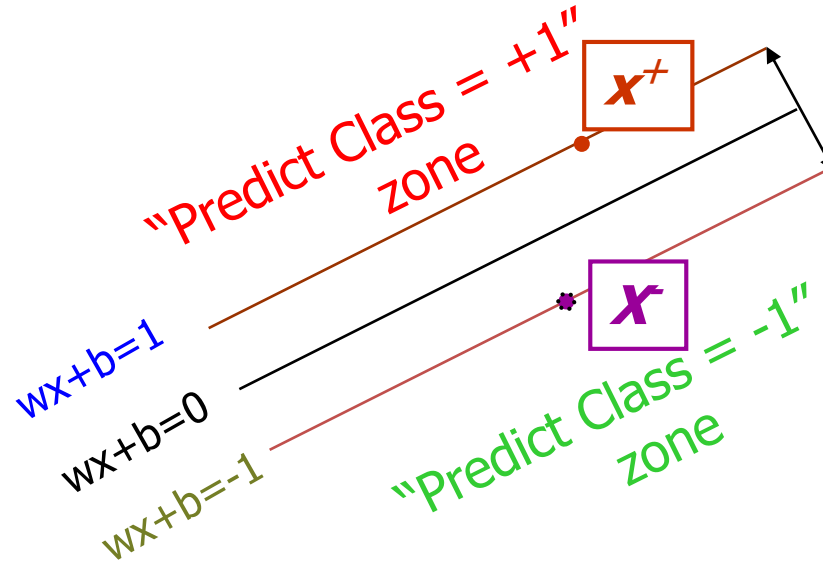 “Predict Class = +1”
zone
x+
wx+b=1
wx+b=0
wx+b=-1
X-
“Predict Class = -1”
zone